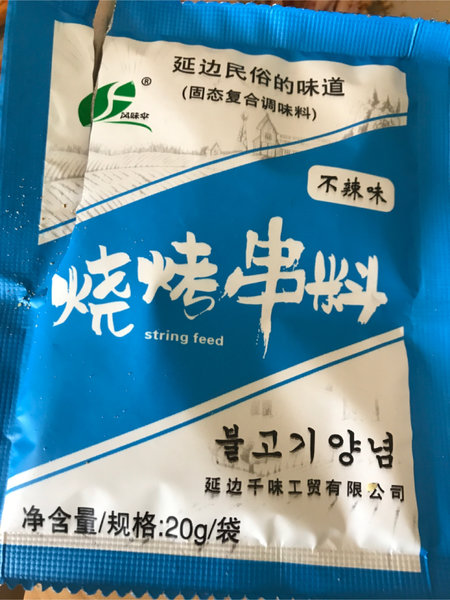 延边民俗的味道
(固态复合调味料)
®
不辣味
烧烤串料
string feed
불고기양념
延边千味工贸有限公司
净含量/规格:20g/袋